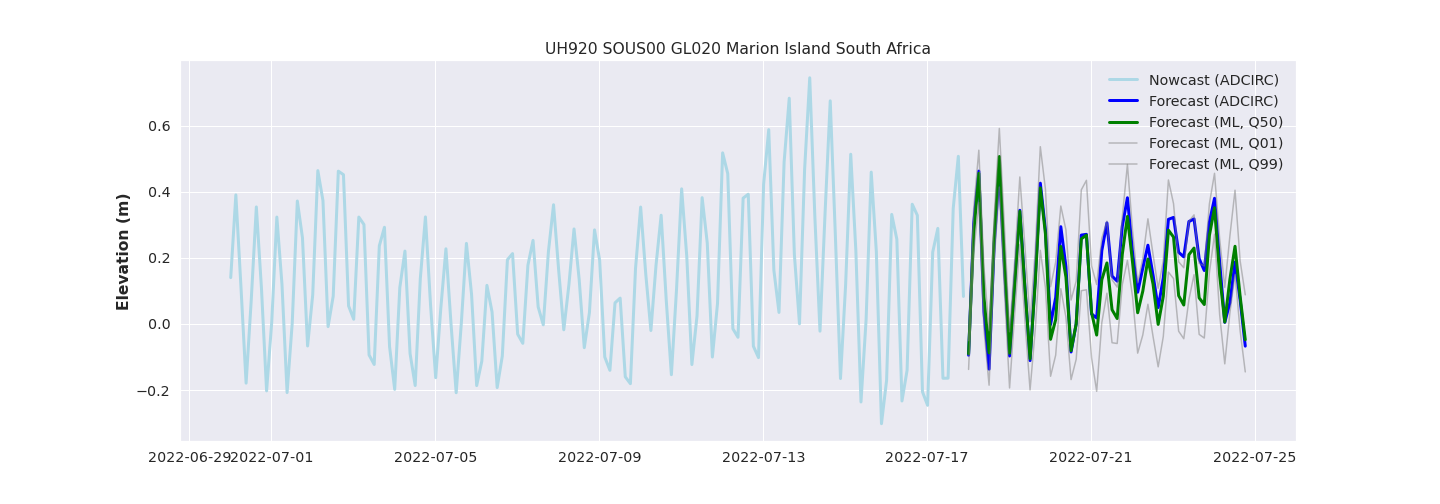 UH920 SOUS00 GL020 Marion Island South Africa
Nowcast (ADCIRC)
Forecast (ADCIRC)
Forecast (ML, Q50)
Forecast (ML, Q01)
Forecast (ML, Q99)
Elevation (m)
0.6
0.4
0.2
0.0
−0.2
2022-06-29 2022-07-01 2022-07-05 2022-07-09 2022-07-13 2022-07-17 2022-07-21 2022-07-25